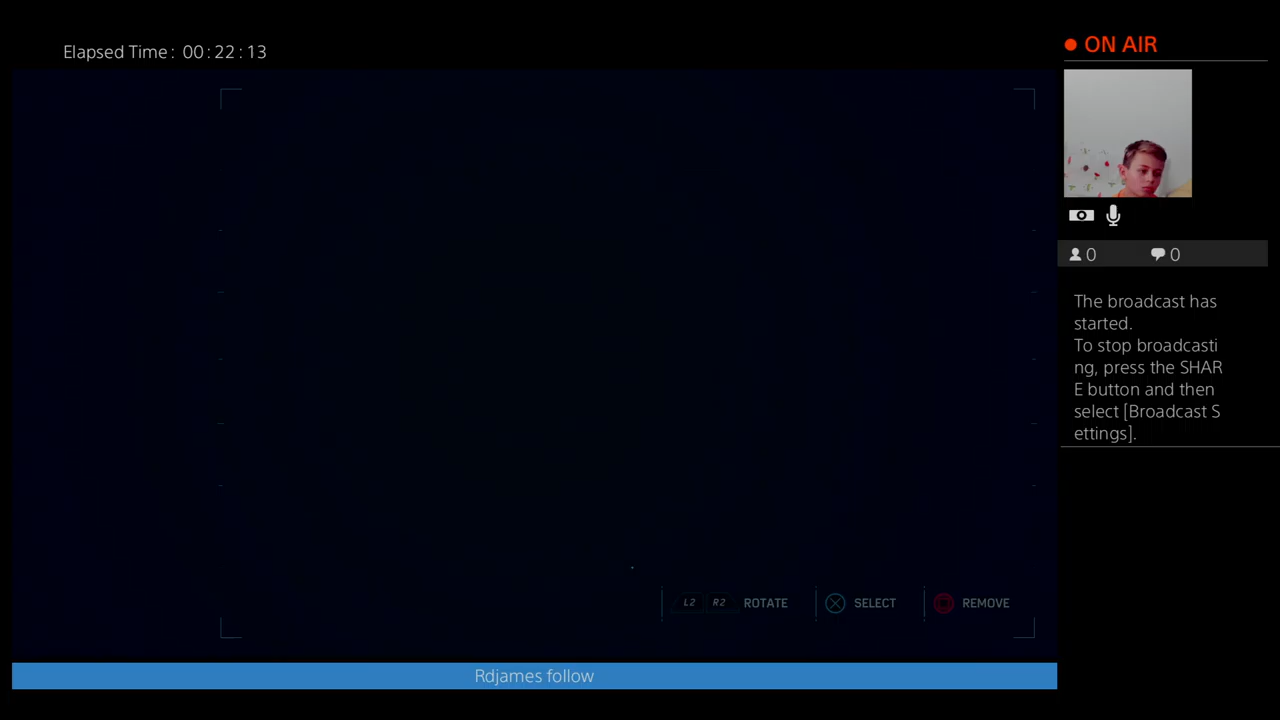 Elapsed Time: 00:22:13
ON AIR
0 0
The broadcast has
started.
To stop broadcasti
ng, press the SHAR
E button and then
select [Broadcast S
ettings].
L2 R2 ROTATE SELECT REMOVE
Rdjames follow